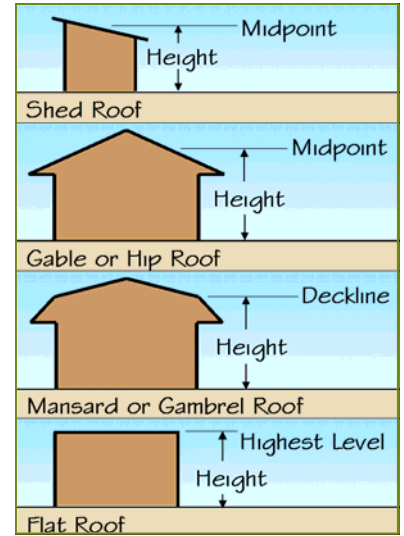 Midpoint
Height
Shed Roof
Midpoint
Height
Gable or Hip Roof
Deckline
Height
Mansard or Gambrel Roof
Highest Level
Height
Flat Roof